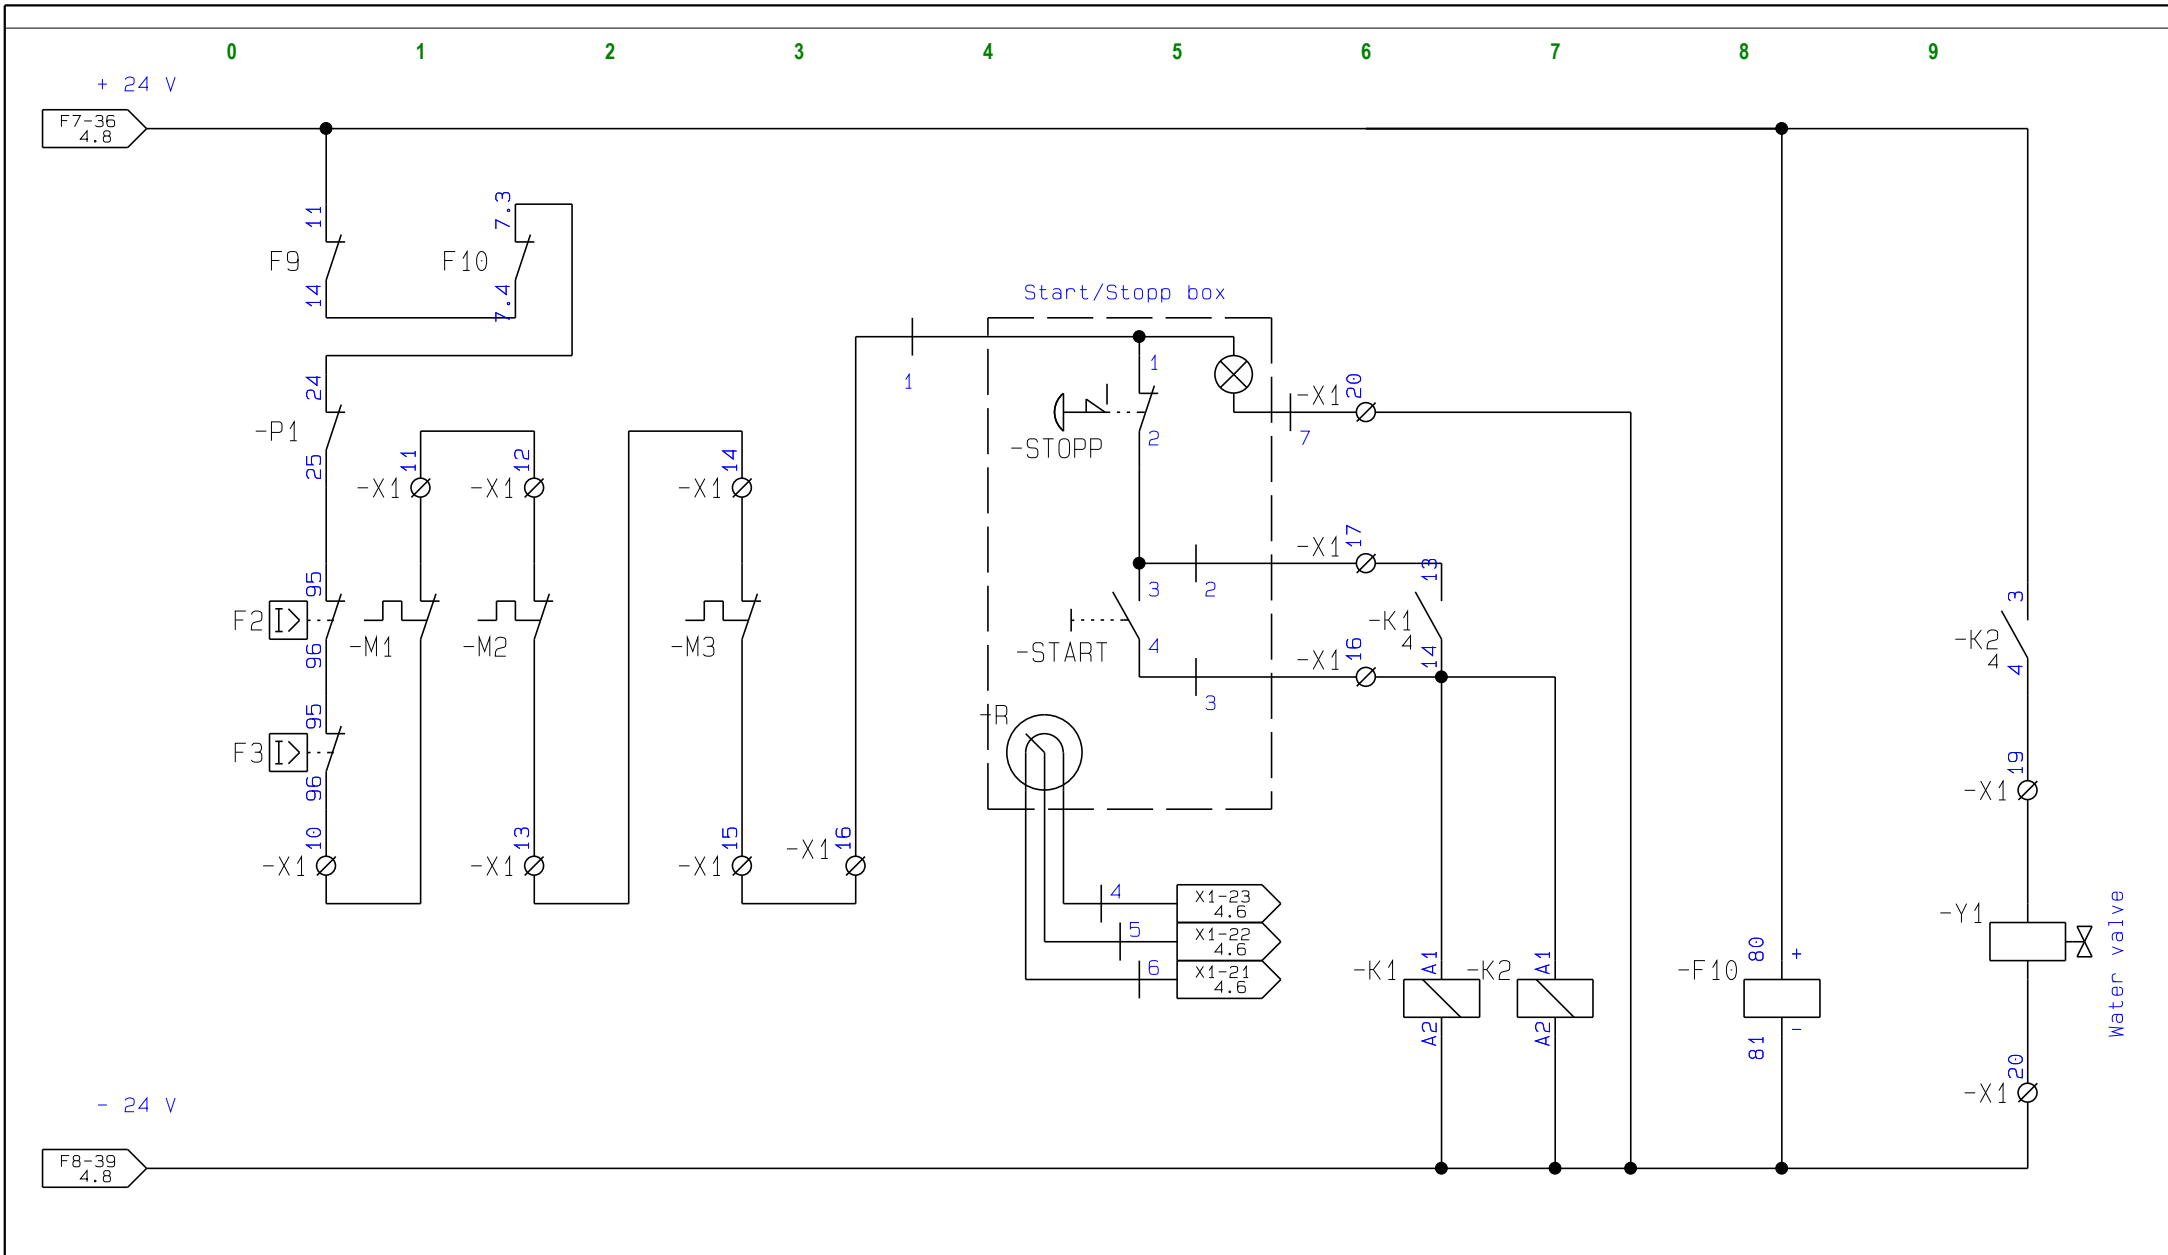 0 1 2 3 4 5 6 7 8 9
+ 24 V
F7-36
4.8
11
F9
14
7.3
F10
7.4
24
-P1
25
11
-X1
12
-X1
14
-X1
95
F2
96
-M1
-M2
-M3
95
F3
96
10
-X1
13
-X1
15
-X1
16
-X1
1
Start/Stopp box
1
-STOPP
2
7
-X1
20
3
2
-X1
17
-START
4
3
-X1
16
13
-K1
4
14
-R
4
X1-23
4.6
5
X1-22
4.6
6
X1-21
4.6
-K1
A1
A2
-K2
A1
A2
80
+
-F10
81
-
3
-K2
4
4
19
-X1
-Y1
Water valve
20
-X1
- 24 V
F8-39
4.8